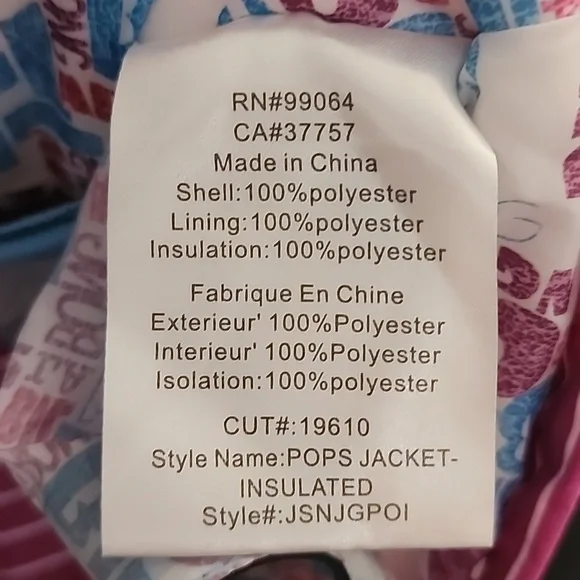 RN#99064
CA#37757
Made in China
Shell:100%polyester
Lining:100%polyester
Insulation:100%polyester
Fabrique En Chine
Exterieur' 100%Polyester
Interieur' 100%Polyester
Isolation:100%polyester
CUT#:19610
Style Name:POPS JACKET-
INSULATED
Style#:JSNJGPOI